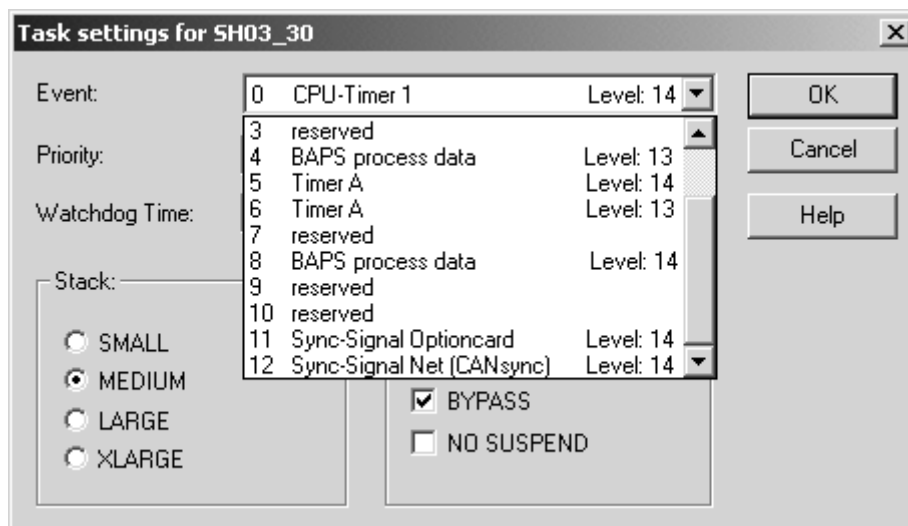 Task settings for SH03_30
Event:
0 CPU-Timer 1 Level: 14
OK
3 reserved
Priority:
4 BAPS process data Level: 13
Cancel
5 Timer A Level: 14
Watchdog Time:
6 Timer A Level: 13
Help
7 reserved
8 BAPS process data Level: 14
Stack:
9 reserved
10 reserved
11 Sync-Signal Optioncard Level: 14
12 Sync-Signal Net (CANsync) Level: 14
SMALL
MEDIUM
LARGE
XLARGE
BYPASS
NO SUSPEND